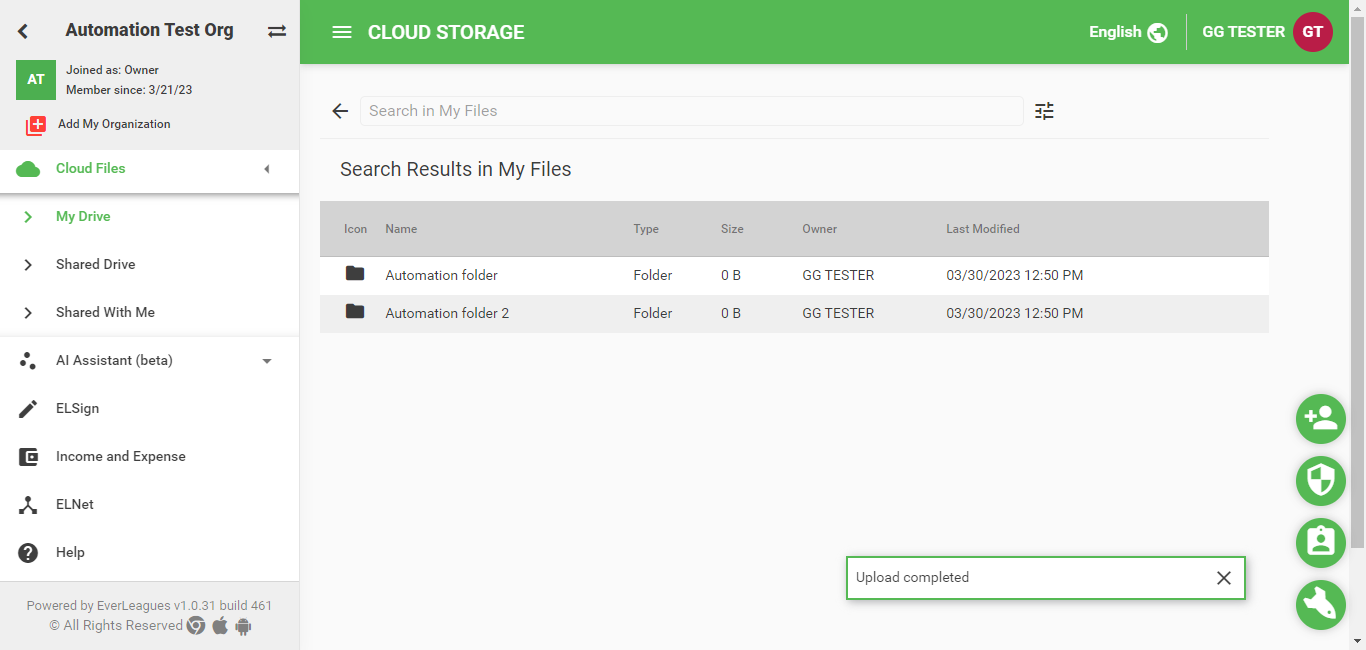 Automation Test Org
AT
Joined as: Owner
Member since: 3/21/23
Add My Organization
Cloud Files
My Drive
Shared Drive
Shared With Me
AI Assistant (beta)
ELSign
Income and Expense
ELNet
Help
Powered by EverLeagues v1.0.31 build 461
© All Rights Reserved
CLOUD STORAGE
English
GG TESTER
GT
Search in My Files
Search Results in My Files
Icon Name Type Size Owner Last Modified
Automation folder Folder 0 B GG TESTER 03/30/2023 12:50 PM
Automation folder 2 Folder 0 B GG TESTER 03/30/2023 12:50 PM
Upload completed